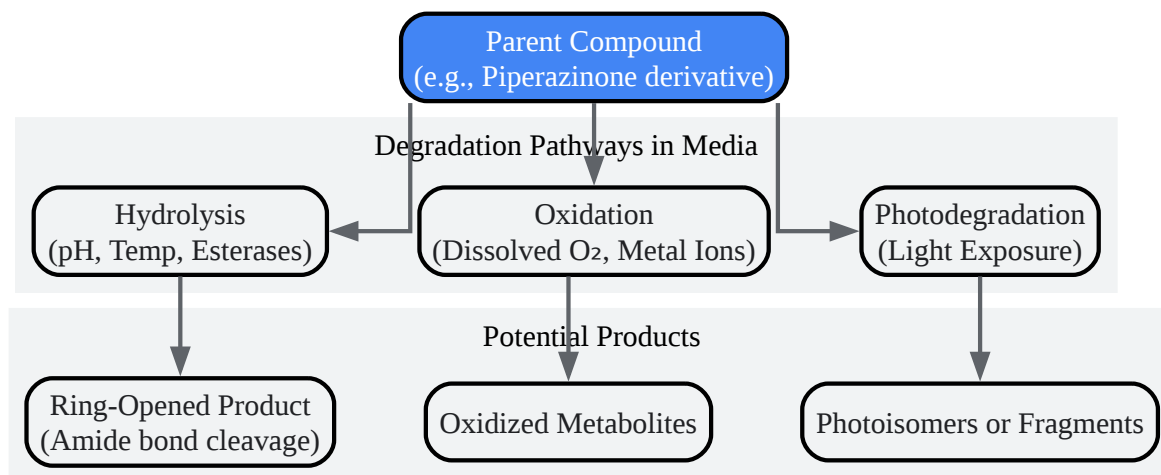 Parent Compound
(e.g., Piperazinone derivative)
Degradation Pathways in Media
Hydrolysis
(pH, Temp, Esterases)
Oxidation
(Dissolved O₂, Metal Ions)
Photodegradation
(Light Exposure)
Potential Products
Ring-Opened Product
(Amide bond cleavage)
Oxidized Metabolites
Photoisomers or Fragments